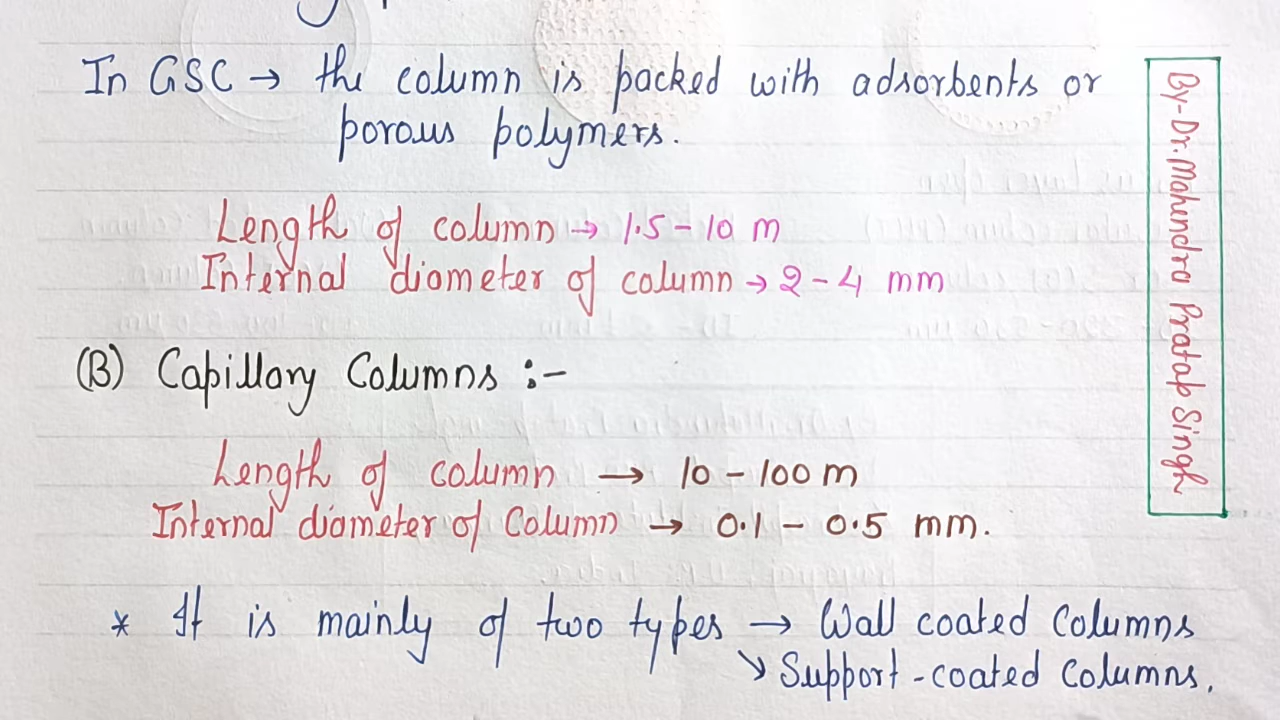 In GSC → the column is packed with adsorbents or
porous polymers.
Length of column → 1.5 - 10 m
Internal diameter of column → 2 - 4 mm
(B) Capillary Columns :-
Length of column → 10 - 100 m
Internal diameter of Column → 0.1 - 0.5 mm.
* It is mainly of two types → Wall coated Columns
↘ Support-coated Columns.
By-Dr. Mahendra Pratap Singh